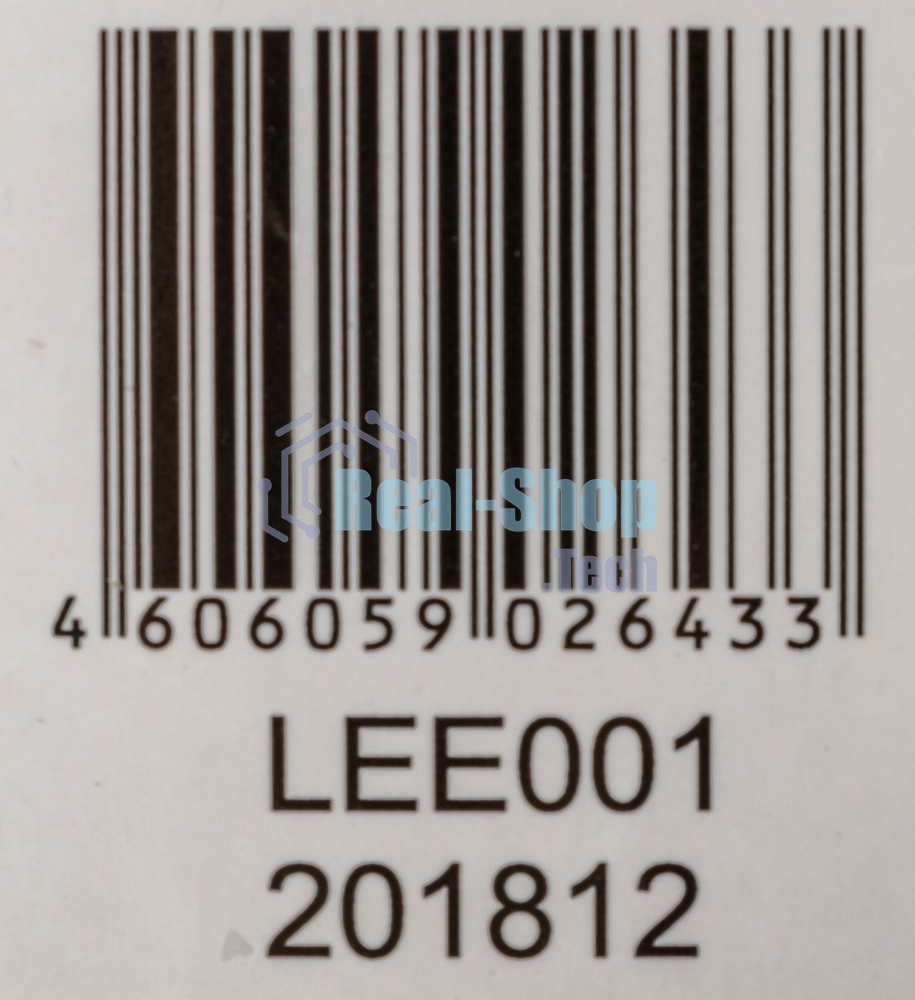 Real-Shop
.Tech
4 606059 026433
LEE001
201812